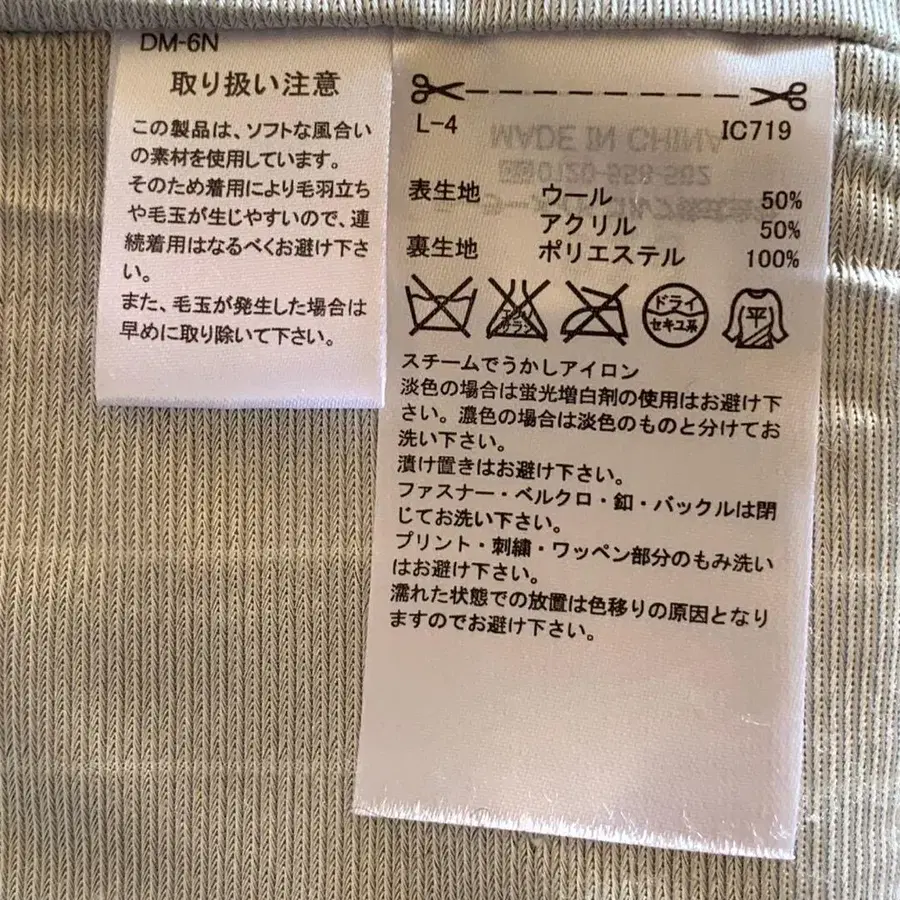 DM-6N
取り扱い注意
この製品は、ソフトな風合い
の素材を使用しています。
そのため着用により毛羽立ち
や毛玉が生じやすいので、連
続着用はなるべくお避け下さ
い。
また、毛玉が発生した場合は
早めに取り除いて下さい。
L-4 IC719
MADE IN CHINA
表生地 ウール 50%
アクリル 50%
裏生地 ポリエステル 100%
エンソ
サラシ
ドライ
セキユ系
平
スチームでうかしアイロン
淡色の場合は蛍光増白剤の使用はお避け下
さい。濃色の場合は淡色のものと分けてお
洗い下さい。
漬け置きはお避け下さい。
ファスナー・ベルクロ・釦・バックルは閉
じてお洗い下さい。
プリント・刺繍・ワッペン部分のもみ洗い
はお避け下さい。
濡れた状態での放置は色移りの原因となり
ますのでお避け下さい。